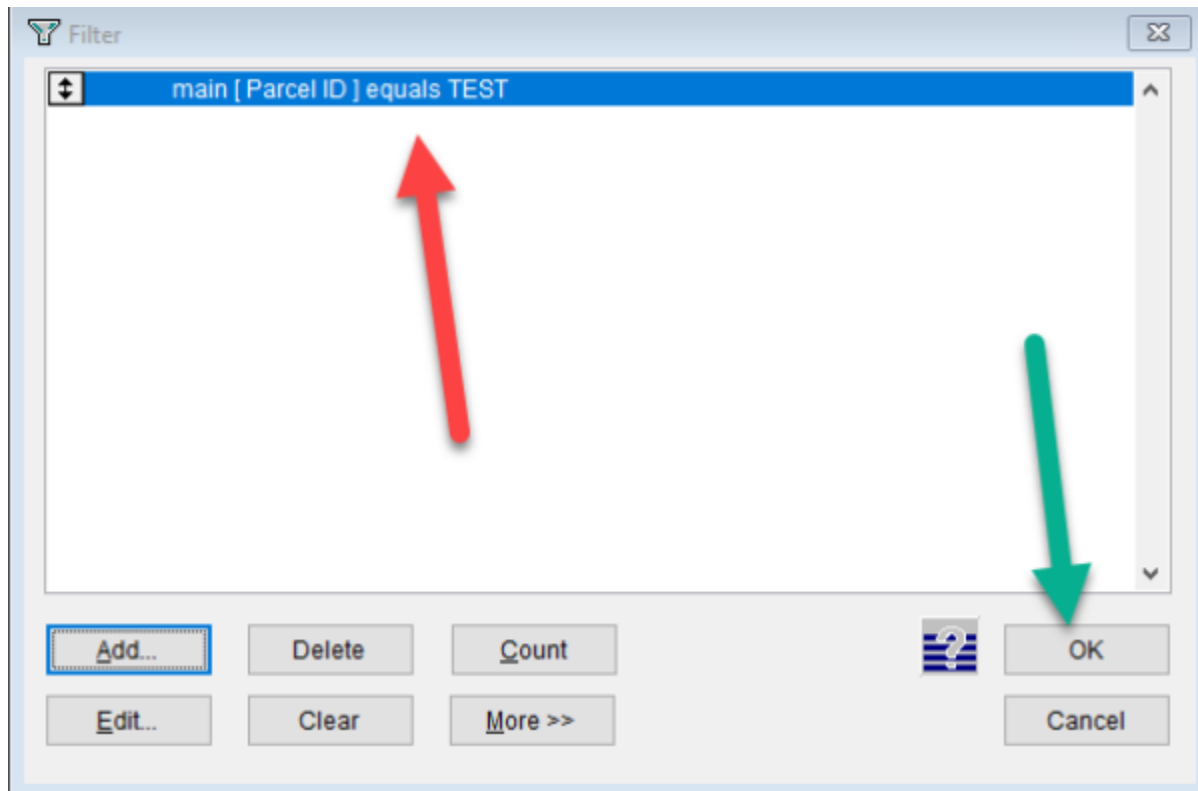 Filter
main [ Parcel ID ] equals TEST
Add... Delete Count OK
Edit... Clear More >> Cancel